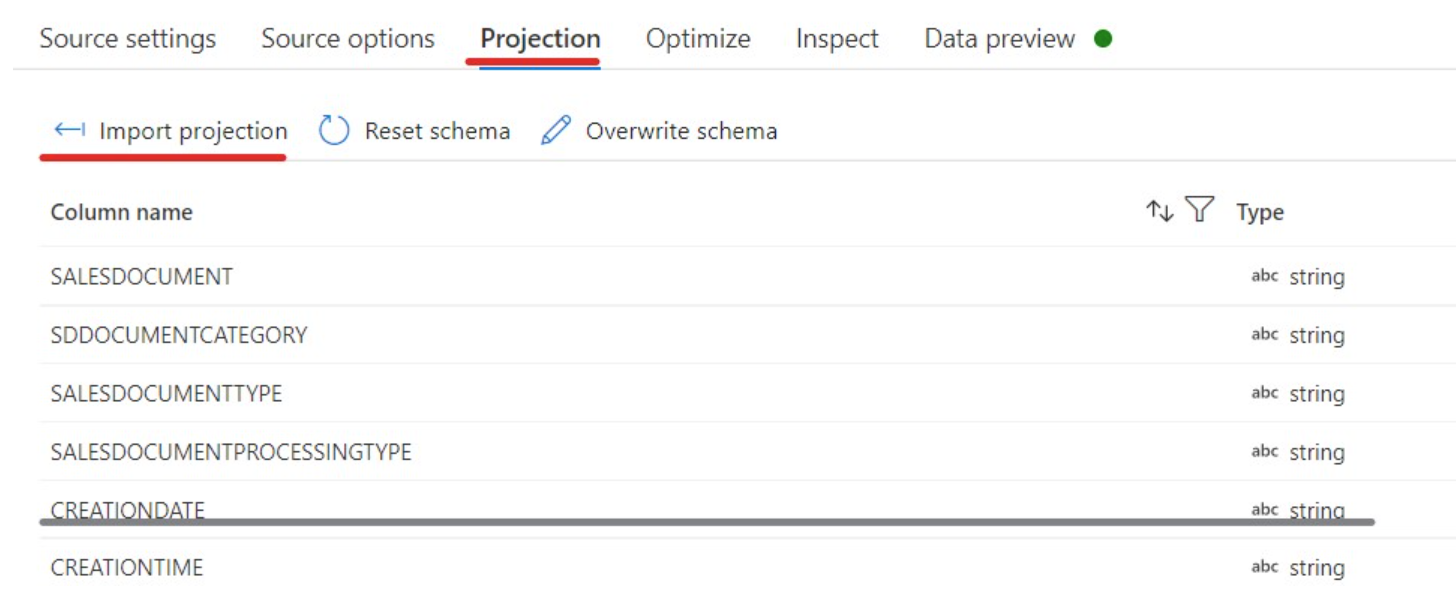 Source settings Source options Projection Optimize Inspect Data preview
Import projection Reset schema Overwrite schema
Column name Type
SALESDOCUMENT abc string
SDDOCUMENTCATEGORY abc string
SALESDOCUMENTTYPE abc string
SALESDOCUMENTPROCESSINGTYPE abc string
CREATIONDATE abc string
CREATIONTIME abc string